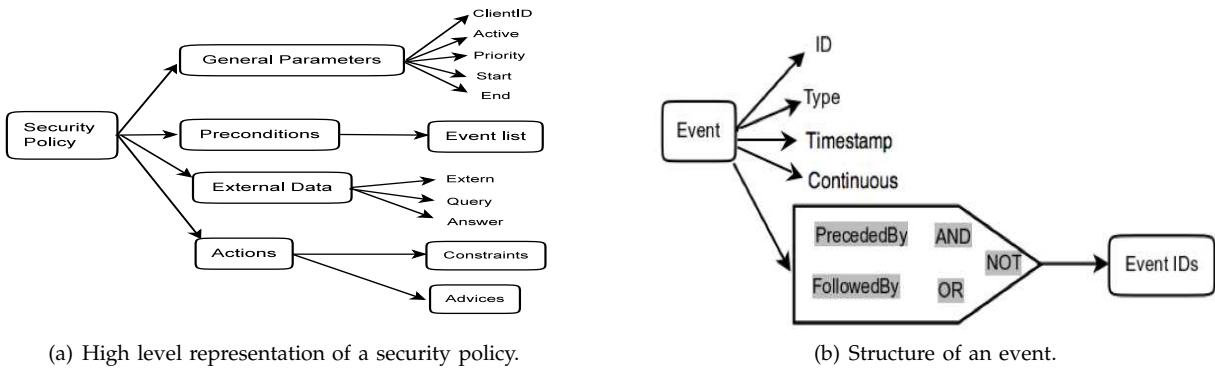 ClientID
Active
General Parameters
Priority
Start
End
Security
Policy
Preconditions
Event list
External Data
Extern
Query
Answer
Actions
Constraints
Advices
(a) High level representation of a security policy.
ID
Type
Event
Timestamp
Continuous
PrecededBy AND
NOT
FollowedBy OR
Event IDs
(b) Structure of an event.